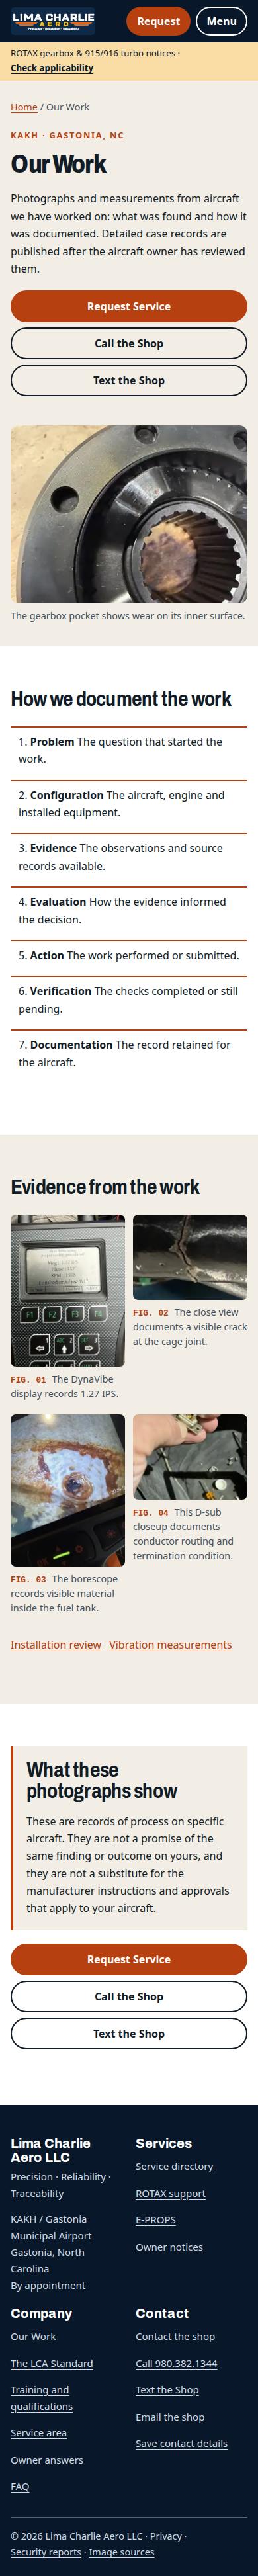 LIMA CHARLIE
AERO
Precision · Reliability · Traceability
Request
Menu
ROTAX gearbox & 915/916 turbo notices ·
Check applicability
Home / Our Work
KAKH · GASTONIA, NC
Our Work
Photographs and measurements from aircraft
we have worked on: what was found and how it
was documented. Detailed case records are
published after the aircraft owner has reviewed
them.
Request Service
Call the Shop
Text the Shop
The gearbox pocket shows wear on its inner surface.
How we document the work
1. Problem The question that started the
work.
2. Configuration The aircraft, engine and
installed equipment.
3. Evidence The observations and source
records available.
4. Evaluation How the evidence informed
the decision.
5. Action The work performed or submitted.
6. Verification The checks completed or still
pending.
7. Documentation The record retained for
the aircraft.
Evidence from the work
F1 F2 F3 F4
FIG. 01 The DynaVibe
display records 1.27 IPS.
FIG. 02 The close view
documents a visible crack
at the cage joint.
FIG. 03 The borescope
records visible material
inside the fuel tank.
FIG. 04 This D-sub
closeup documents
conductor routing and
termination condition.
Installation review Vibration measurements
What these
photographs show
These are records of process on specific
aircraft. They are not a promise of the
same finding or outcome on yours, and
they are not a substitute for the
manufacturer instructions and approvals
that apply to your aircraft.
Request Service
Call the Shop
Text the Shop
Lima Charlie
Aero LLC
Precision · Reliability ·
Traceability
KAKH / Gastonia
Municipal Airport
Gastonia, North
Carolina
By appointment
Services
Service directory
ROTAX support
E-PROPS
Owner notices
Company
Our Work
The LCA Standard
Training and
qualifications
Service area
Owner answers
FAQ
Contact
Contact the shop
Call 980.382.1344
Text the Shop
Email the shop
Save contact details
© 2026 Lima Charlie Aero LLC · Privacy ·
Security reports · Image sources